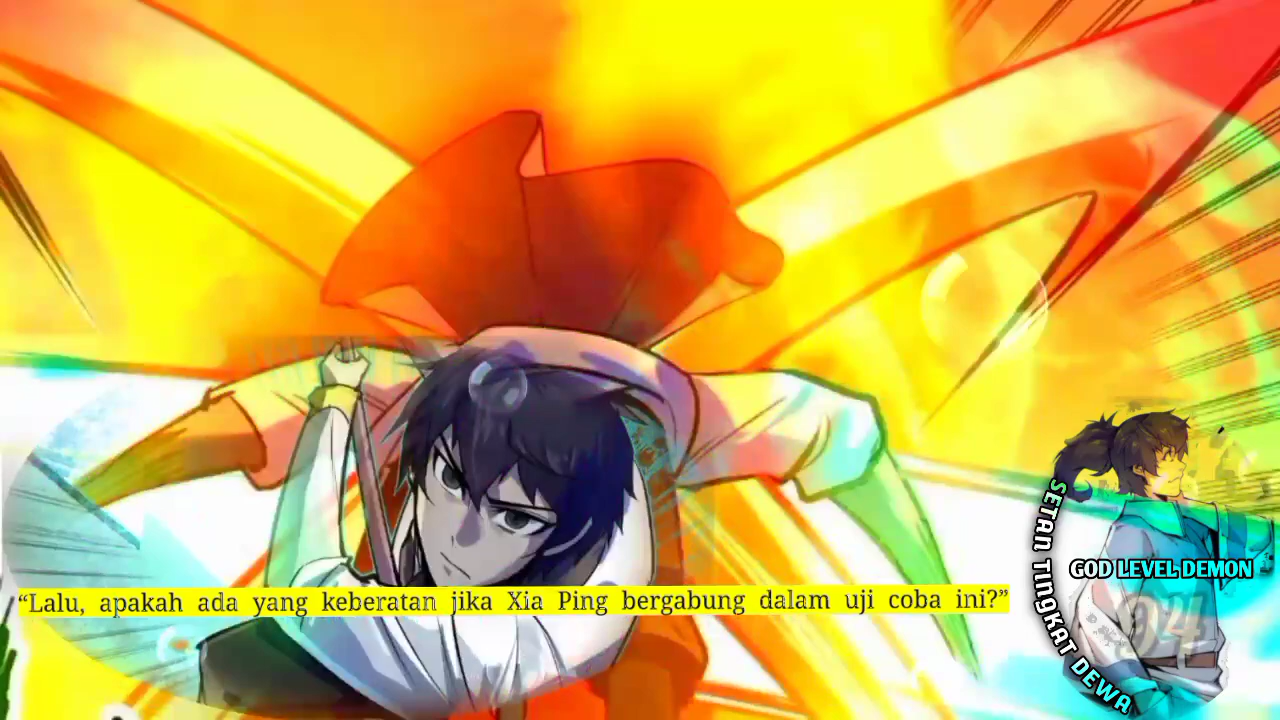 “Lalu, apakah ada yang keberatan jika Xia Ping bergabung dalam uji coba ini?”
SETAN TINGKAT DEWA
GOD LEVEL DEMON
94